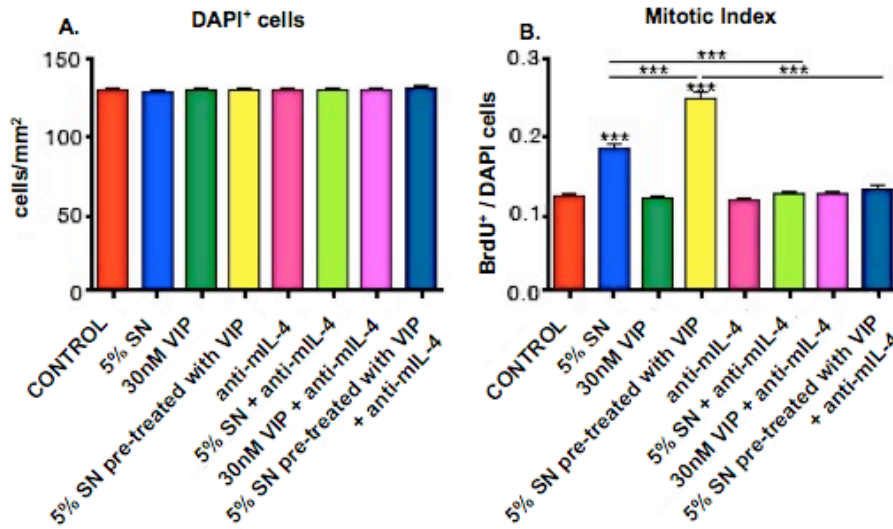 A.
DAPI⁺ cells
150
100
50
0
cells/mm²
CONTROL
5% SN
30nM VIP
5% SN pre-treated with VIP
anti-mIL-4
5% SN + anti-mIL-4
30nM VIP + anti-mIL-4
5% SN pre-treated with VIP
+ anti-mIL-4
B.
Mitotic Index
0.3
0.2
0.1
0.0
BrdU⁺ / DAPI cells
***
***
***
***
***
CONTROL
5% SN
30nM VIP
5% SN pre-treated with VIP
anti-mIL-4
5% SN + anti-mIL-4
30nM VIP + anti-mIL-4
5% SN pre-treated with VIP
+ anti-mIL-4